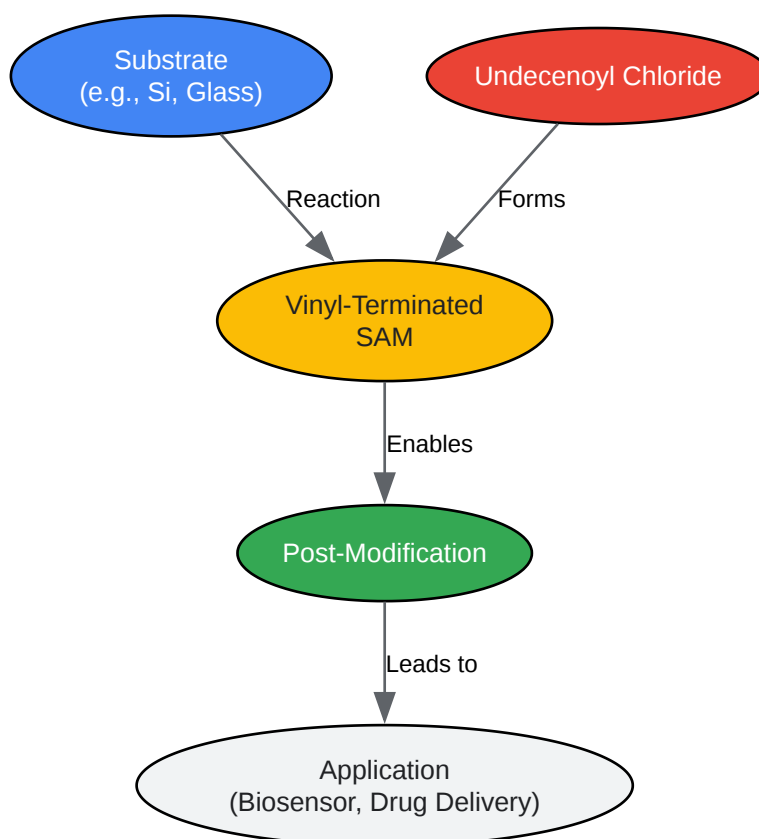 Substrate
(e.g., Si, Glass)
Undecenoyl Chloride
Reaction
Forms
Vinyl-Terminated
SAM
Enables
Post-Modification
Leads to
Application
(Biosensor, Drug Delivery)